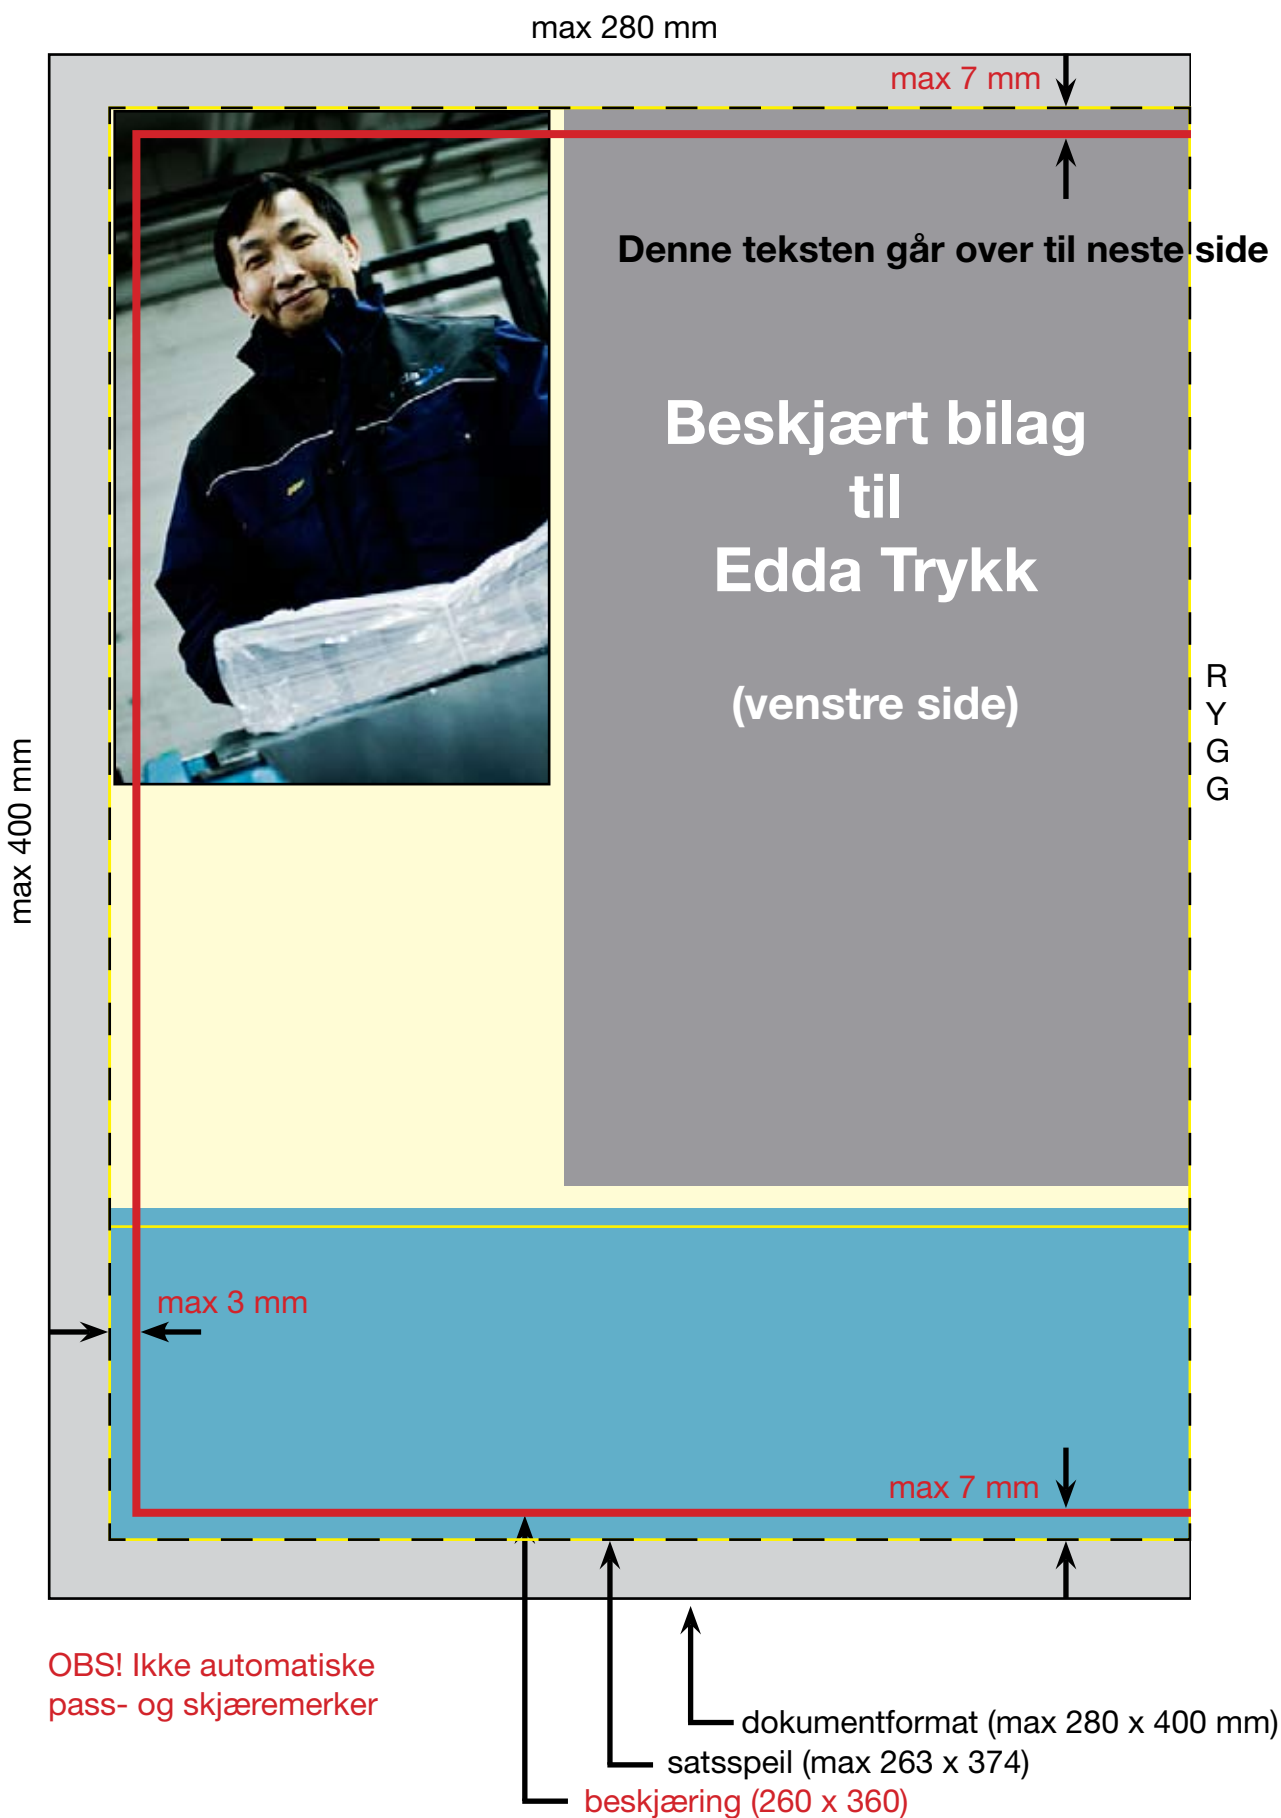 max 280 mm
max 7 mm
Denne teksten går over til neste side
Beskjært bilag
til
Edda Trykk
(venstre side)
R
Y
G
G
max 400 mm
max 3 mm
max 7 mm
OBS! Ikke automatiske
pass- og skjæremerker
dokumentformat (max 280 x 400 mm)
satsspeil (max 263 x 374)
beskjæring (260 x 360)